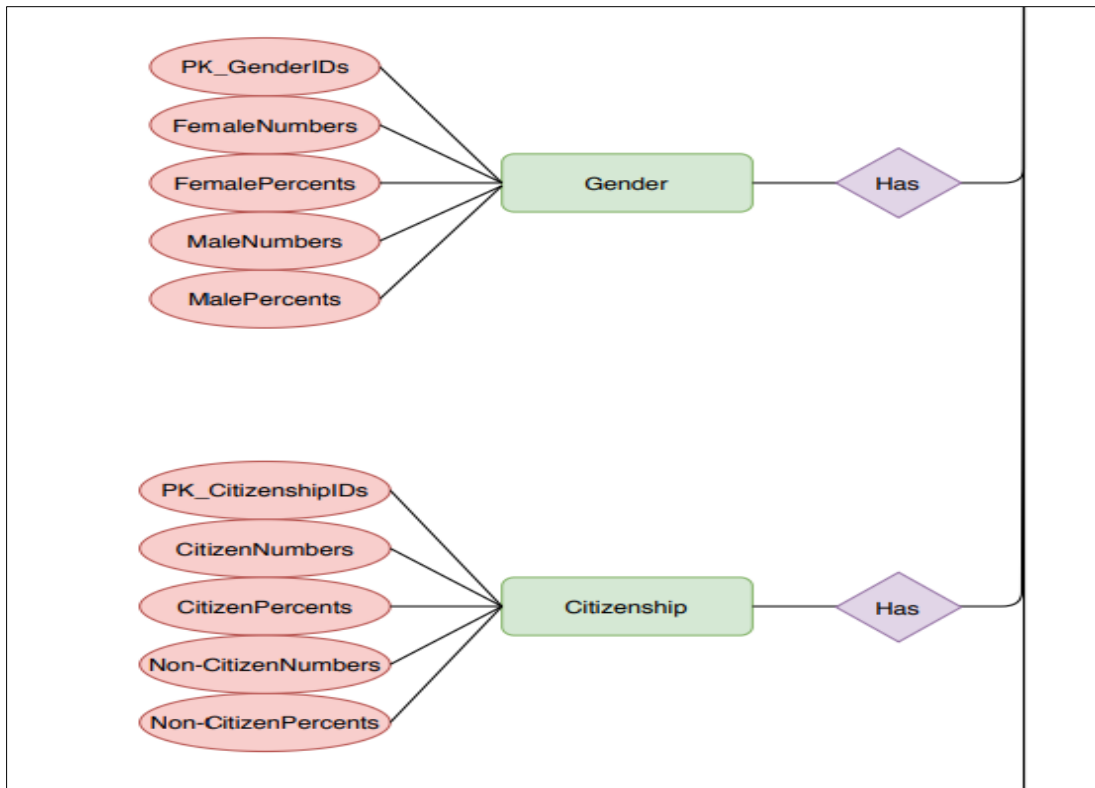 PK_GenderIDs
FemaleNumbers
FemalePercents
MaleNumbers
MalePercents
Gender
Has
PK_CitizenshipIDs
CitizenNumbers
CitizenPercents
Non-CitizenNumbers
Non-CitizenPercents
Citizenship
Has